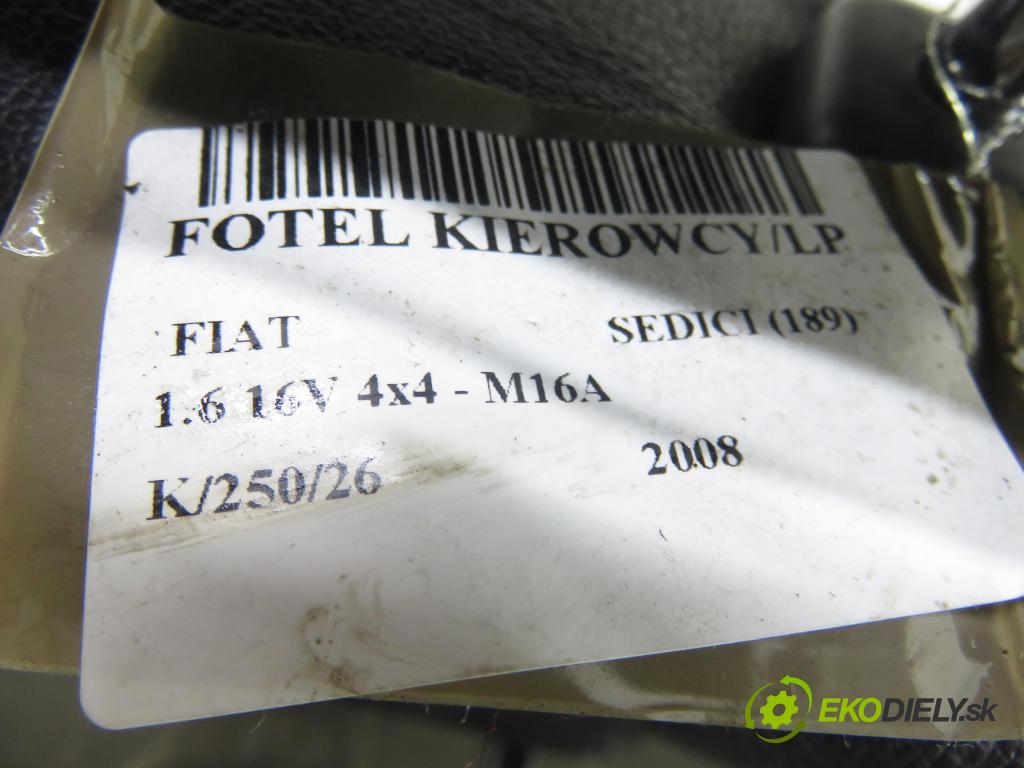 FOTEL KIEROWCY/LP
FIAT SEDICI (189)
1.6 16V 4x4 - M16A
K/250/26 2008
EKODIELY.sk